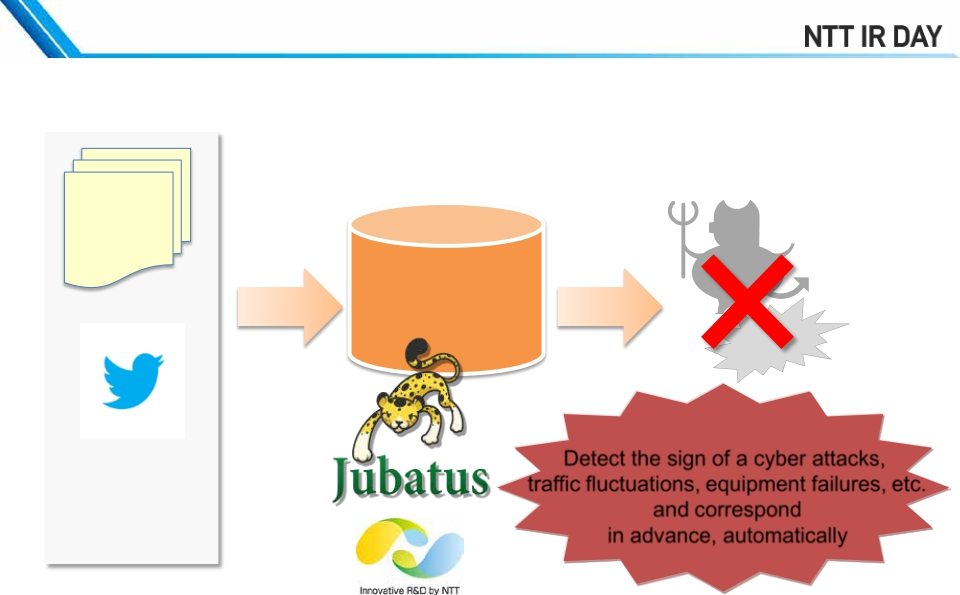 NTT IR DAY
Jubatus
Innovative R&D by NTT
Detect the sign of a cyber attacks,
traffic fluctuations, equipment failures, etc.
and correspond
in advance, automatically